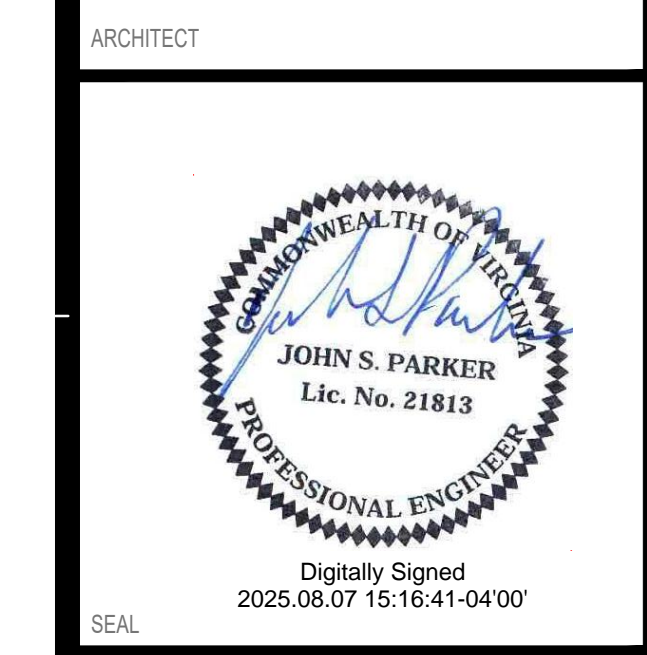 ARCHITECT
COMMONWEALTH OF VIRGINIA
JOHN S. PARKER
Lic. No. 21813
PROFESSIONAL ENGINEER
Digitally Signed
2025.08.07 15:16:41-04'00'
SEAL